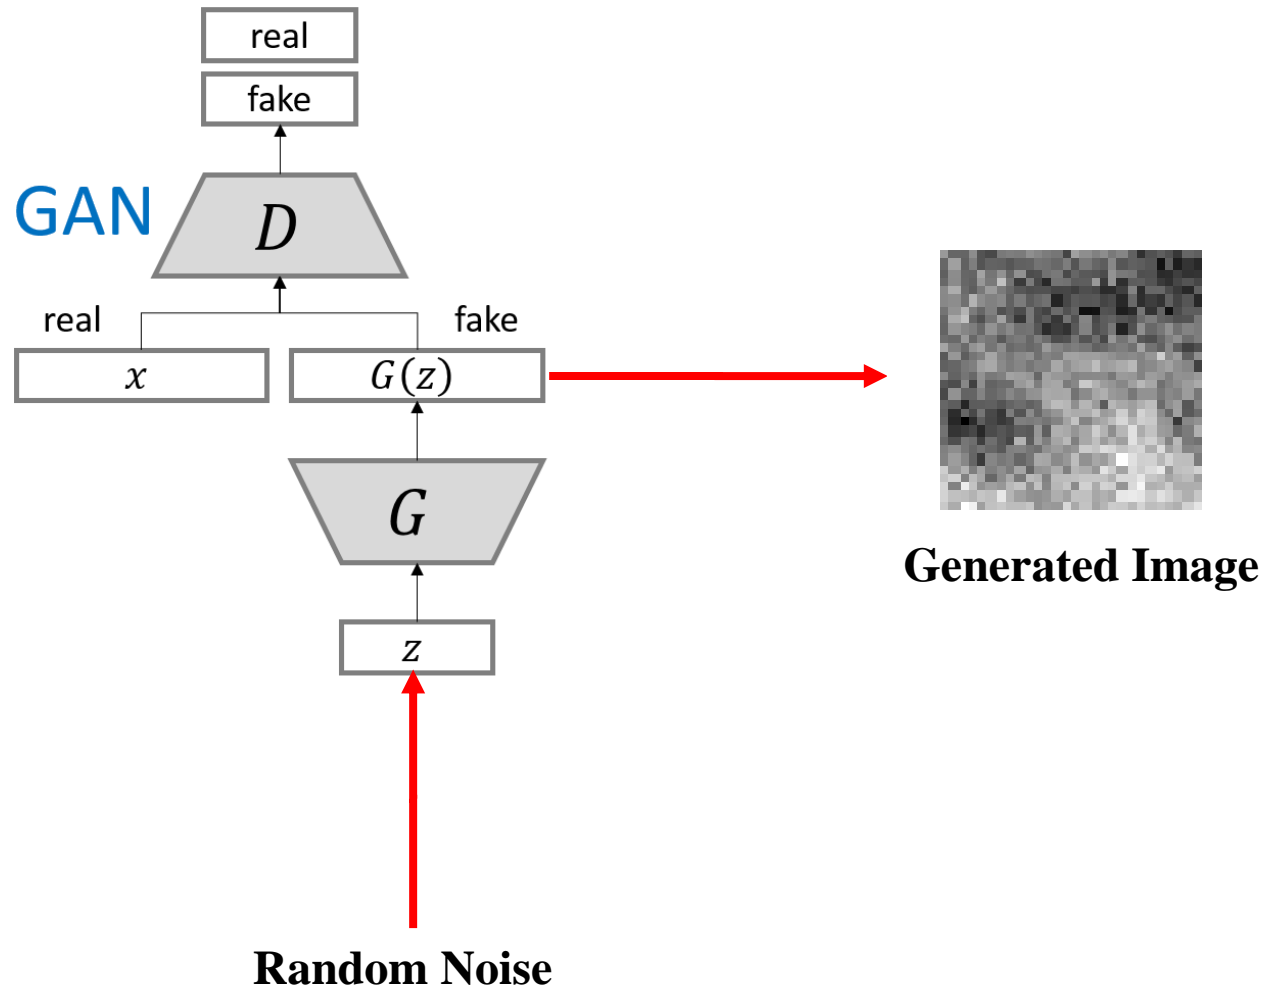 real
fake
GAN
D
real
fake
x
G(z)
G
Generated Image
z
Random Noise